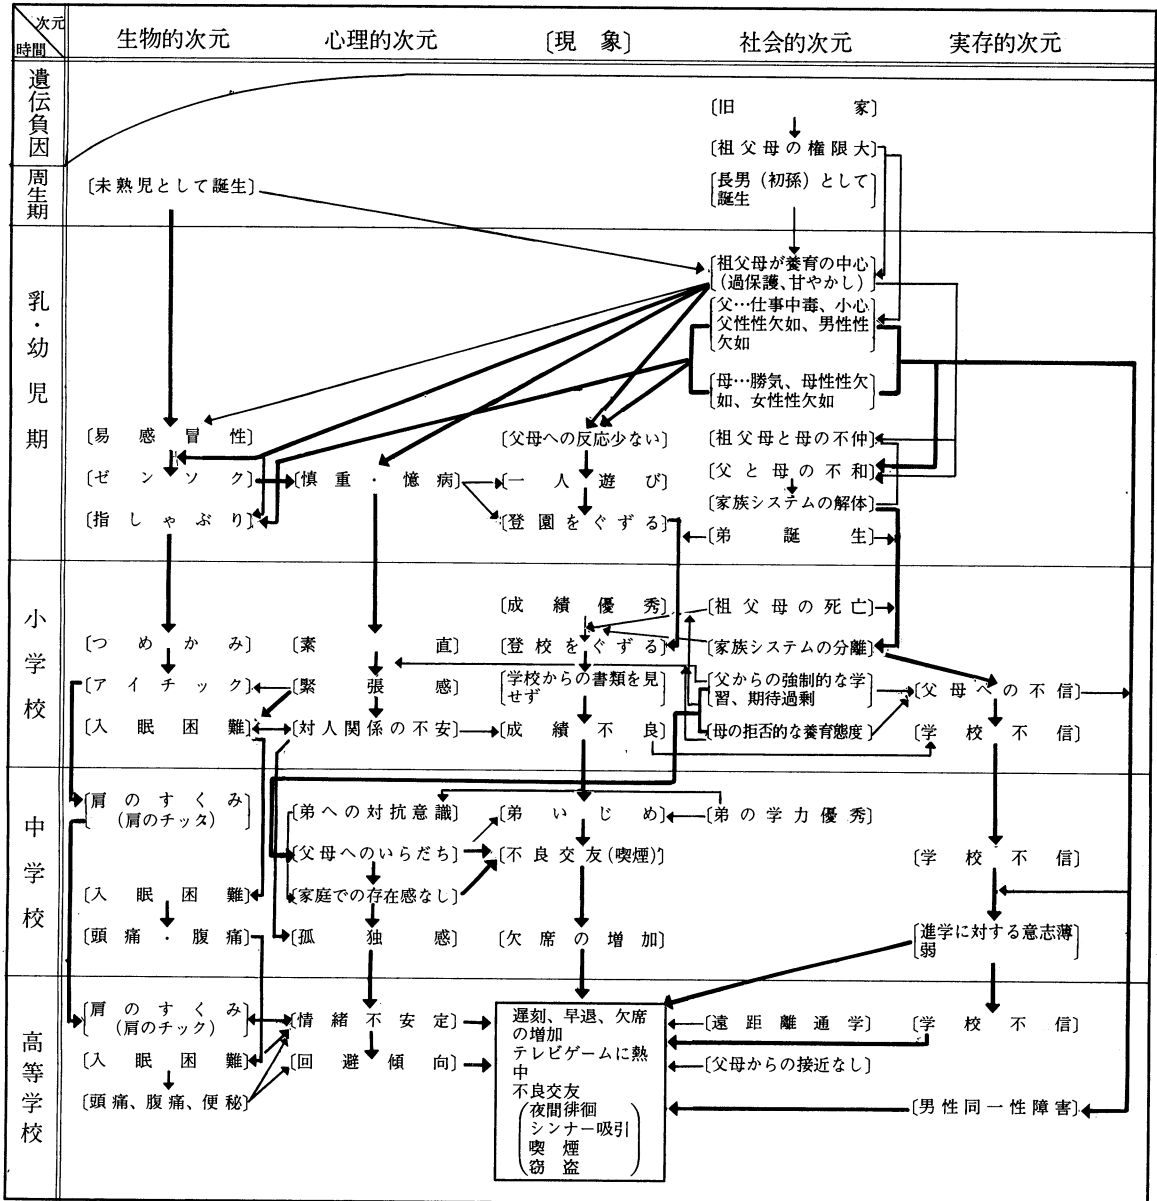 次元
時間
生物的次元
心理的次元
〔現 象〕
社会的次元
実存的次元
遺伝負因
〔旧 家〕
〔祖父母の権限大〕
周生期
〔未熟児として誕生〕
〔長男（初孫）として
誕生〕
乳・幼児期
〔祖父母が養育の中心
（過保護、甘やかし）〕
〔父…仕事中毒、小心
父性性欠如、男性性
欠如〕
〔母…勝気、母性性欠
如、女性性欠如〕
〔易感冒性〕
〔父母への反応少ない〕
〔祖父母と母の不仲〕
〔ゼンソク〕
〔慎重・憶病〕
〔一人遊び〕
〔父と母の不和〕
〔家族システムの解体〕
〔指しゃぶり〕
〔登園をぐずる〕
〔弟誕生〕
小学校
〔成績優秀〕
〔祖父母の死亡〕
〔つめかみ〕
〔素直〕
〔登校をぐずる〕
〔家族システムの分離〕
〔アイチック〕
〔緊張感〕
〔学校からの書類を見
せず〕
〔父からの強制的な学
習、期待過剰〕
〔父母への不信〕
〔入眠困難〕
〔対人関係の不安〕
〔成績不良〕
〔母の拒否的な養育態度〕
〔学校不信〕
中学校
〔肩のすくみ
（肩のチッタ）〕
〔弟への対抗意識〕
〔弟いじめ〕
〔弟の学力優秀〕
〔父母へのいらだち〕
〔不良交友(喫煙)〕
〔学校不信〕
〔入眠困難〕
〔家庭での存在感なし〕
〔頭痛・腹痛〕
〔孤独感〕
〔欠席の増加〕
〔進学に対する意志薄
弱〕
高等学校
〔肩のすくみ
（肩のチック）〕
〔情緒不安定〕
遅刻、早退、欠席
の増加
テレビゲームに熱
中
不良交友
（夜間徘徊
シンナー吸引
喫煙
窃盗）
〔遠距離通学〕
〔学校不信〕
〔入眠困難〕
〔回避傾向〕
〔父母からの接近なし〕
〔頭痛、腹痛、便秘〕
〔男性同一性障害〕